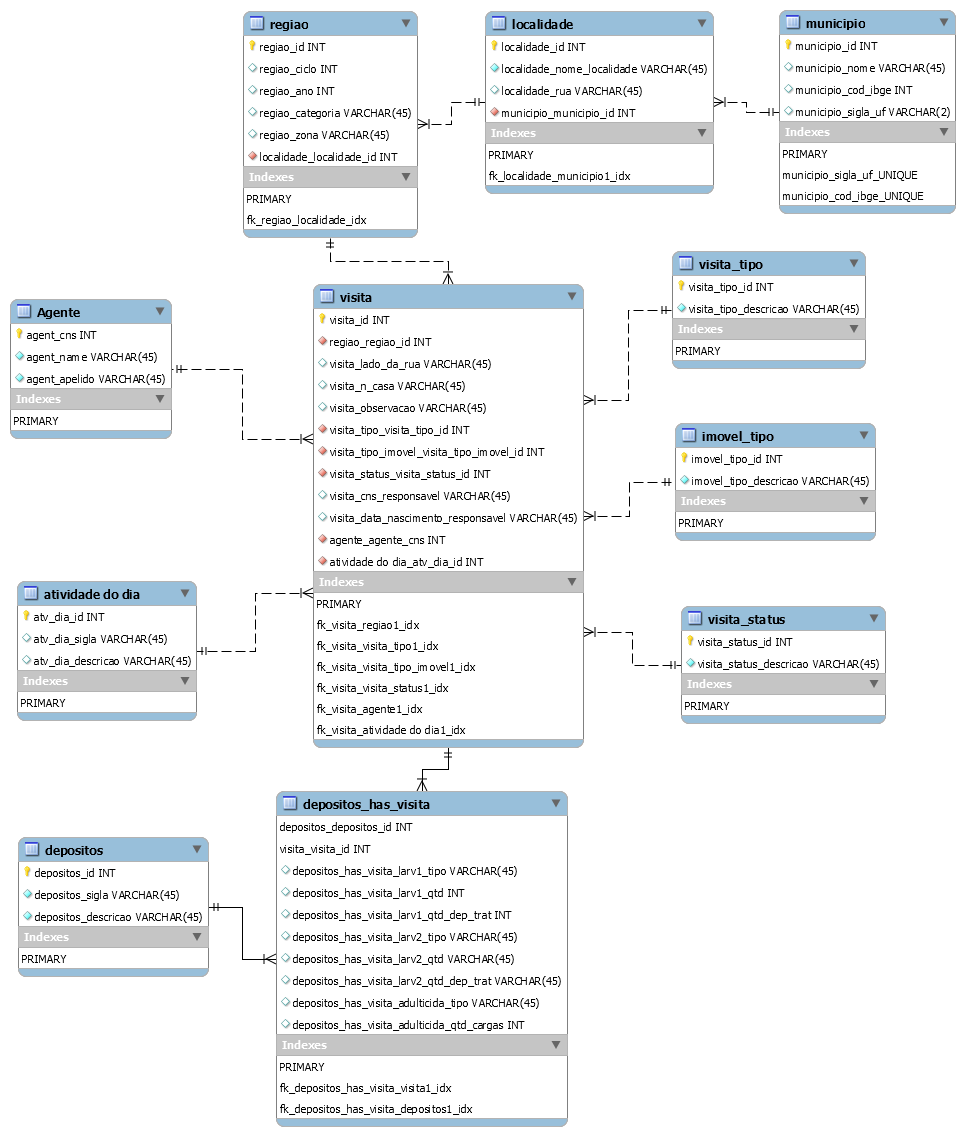 regiao
regiao_id INT
regiao_ciclo INT
regiao_ano INT
regiao_categoria VARCHAR(45)
regiao_zona VARCHAR(45)
localidade_localidade_id INT
Indexes
PRIMARY
fk_regiao_localidade_idx
localidade
localidade_id INT
localidade_nome_localidade VARCHAR(45)
localidade_rua VARCHAR(45)
municipio_municipio_id INT
Indexes
PRIMARY
fk_localidade_municipio1_idx
municipio
municipio_id INT
municipio_nome VARCHAR(45)
municipio_cod_ibge INT
municipio_sigla_uf VARCHAR(2)
Indexes
PRIMARY
municipio_sigla_uf_UNIQUE
municipio_cod_ibge_UNIQUE
Agente
agent_cns INT
agent_name VARCHAR(45)
agent_apelido VARCHAR(45)
Indexes
PRIMARY
visita
visita_id INT
regiao_regiao_id INT
visita_lado_da_rua VARCHAR(45)
visita_n_casa VARCHAR(45)
visita_observacao VARCHAR(45)
visita_tipo_visita_tipo_id INT
visita_tipo_imovel_visita_tipo_imovel_id INT
visita_status_visita_status_id INT
visita_cns_responsavel VARCHAR(45)
visita_data_nascimento_responsavel VARCHAR(45)
agente_agente_cns INT
atividade do dia_atv_dia_id INT
Indexes
PRIMARY
fk_visita_regiao1_idx
fk_visita_visita_tipo1_idx
fk_visita_visita_tipo_imovel1_idx
fk_visita_visita_status1_idx
fk_visita_agente1_idx
fk_visita_atividade do dia1_idx
visita_tipo
visita_tipo_id INT
visita_tipo_descricao VARCHAR(45)
Indexes
PRIMARY
imovel_tipo
imovel_tipo_id INT
imovel_tipo_descricao VARCHAR(45)
Indexes
PRIMARY
atividade do dia
atv_dia_id INT
atv_dia_sigla VARCHAR(45)
atv_dia_descricao VARCHAR(45)
Indexes
PRIMARY
visita_status
visita_status_id INT
visita_status_descricao VARCHAR(45)
Indexes
PRIMARY
depositos
depositos_id INT
depositos_sigla VARCHAR(45)
depositos_descricao VARCHAR(45)
Indexes
PRIMARY
depositos_has_visita
depositos_depositos_id INT
visita_visita_id INT
depositos_has_visita_larv1_tipo VARCHAR(45)
depositos_has_visita_larv1_qtd INT
depositos_has_visita_larv1_qtd_dep_trat INT
depositos_has_visita_larv2_tipo VARCHAR(45)
depositos_has_visita_larv2_qtd VARCHAR(45)
depositos_has_visita_larv2_qtd_dep_trat VARCHAR(45)
depositos_has_visita_adulticida_tipo VARCHAR(45)
depositos_has_visita_adulticida_qtd_cargas INT
Indexes
PRIMARY
fk_depositos_has_visita_visita1_idx
fk_depositos_has_visita_depositos1_idx